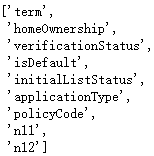 ['term',
'homeOwnership',
'verificationStatus',
'isDefault',
'initialListStatus',
'applicationType',
'policyCode',
'n11',
'n12']